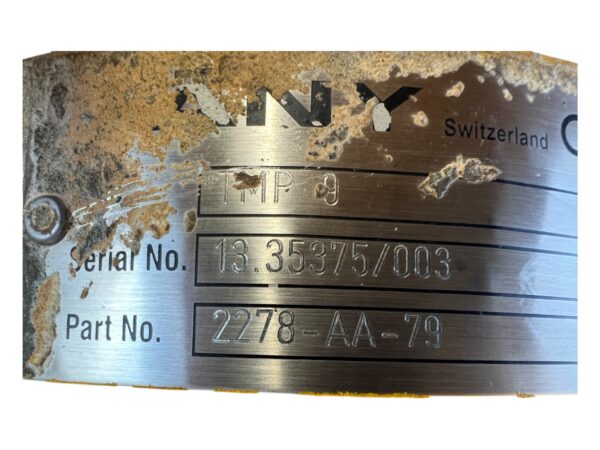 Switzerland
TMP 9
Serial No. 13.35375/003
Part No. 2278-AA-79